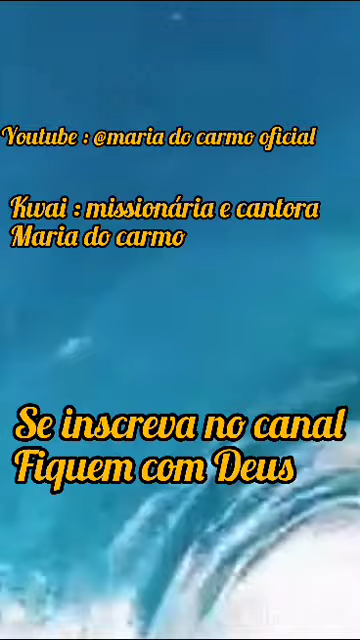 Youtube : @maria do carmo oficial
Kwai : missionária e cantora
Maria do carmo
Se inscreva no canal
Fiquem com Deus